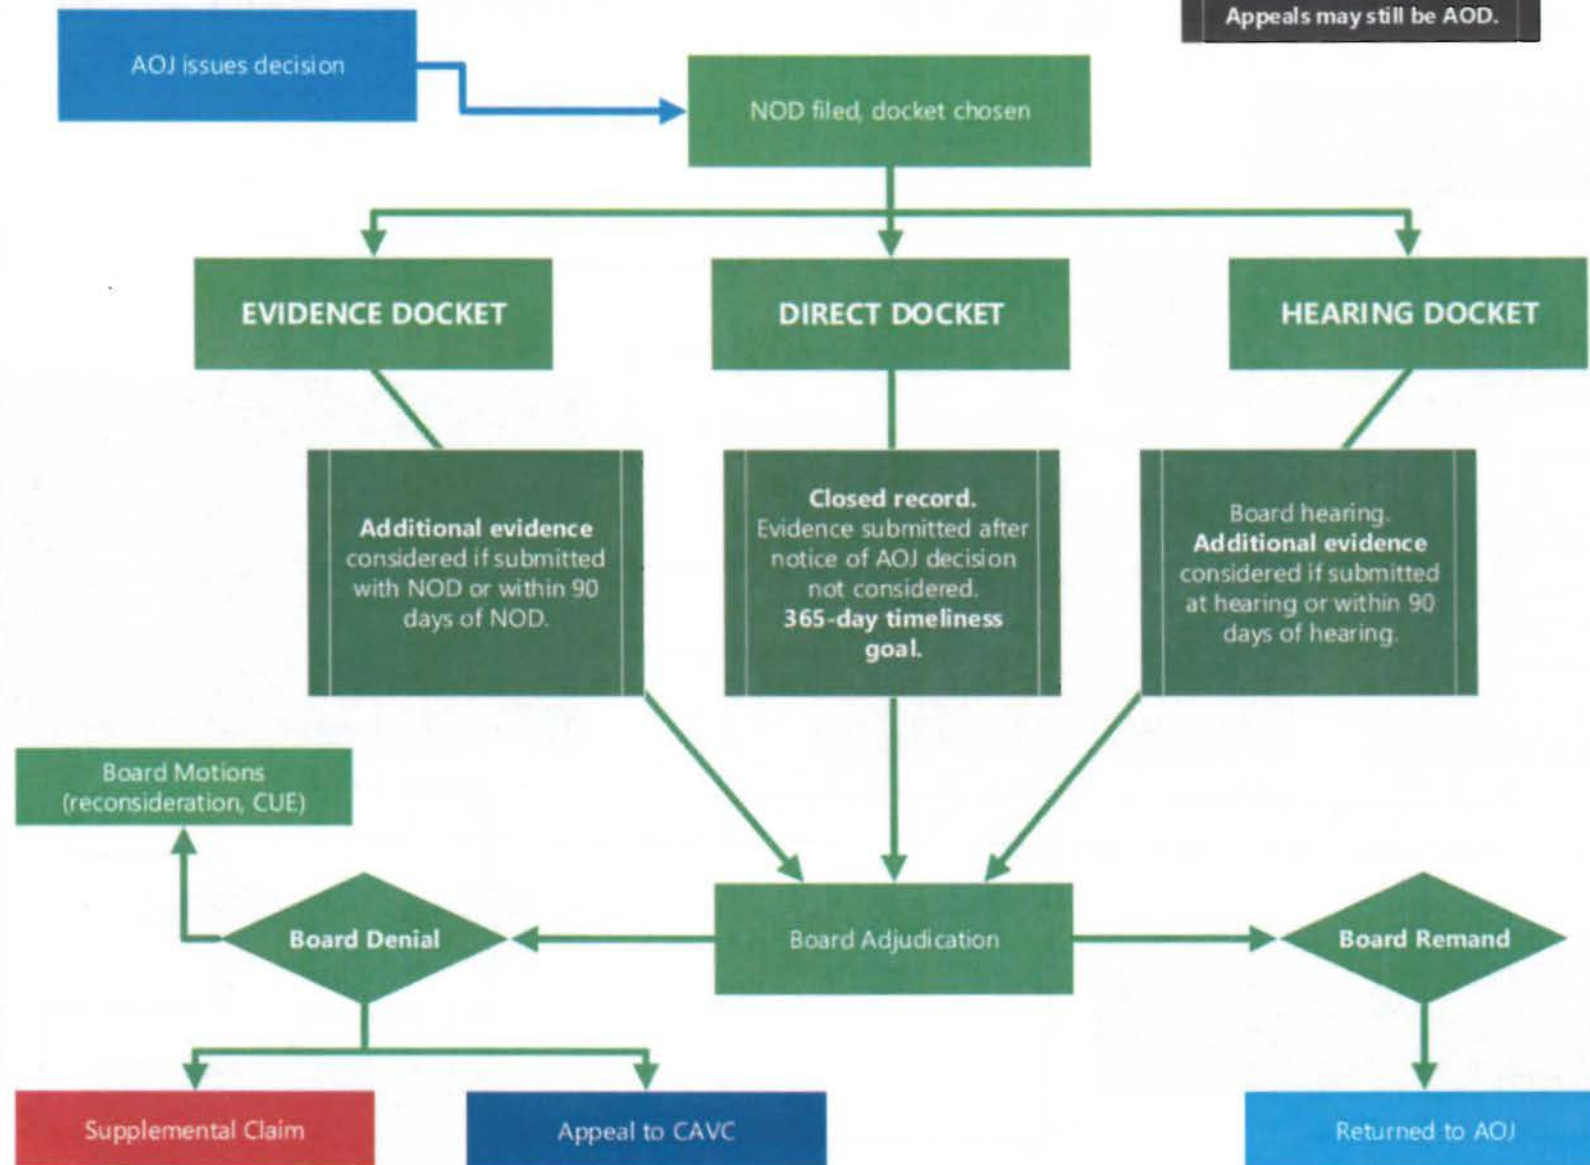 Appeals may still be AOD.
AOJ issues decision
NOD filed, docket chosen
EVIDENCE DOCKET
DIRECT DOCKET
HEARING DOCKET
Additional evidence
considered if submitted
with NOD or within 90
days of NOD.
Closed record.
Evidence submitted after
notice of AOJ decision
not considered.
365-day timeliness
goal.
Board hearing.
Additional evidence
considered if submitted
at hearing or within 90
days of hearing.
Board Motions
(reconsideration, CUE)
Board Denial
Board Adjudication
Board Remand
Supplemental Claim
Appeal to CAVC
Returned to AOJ